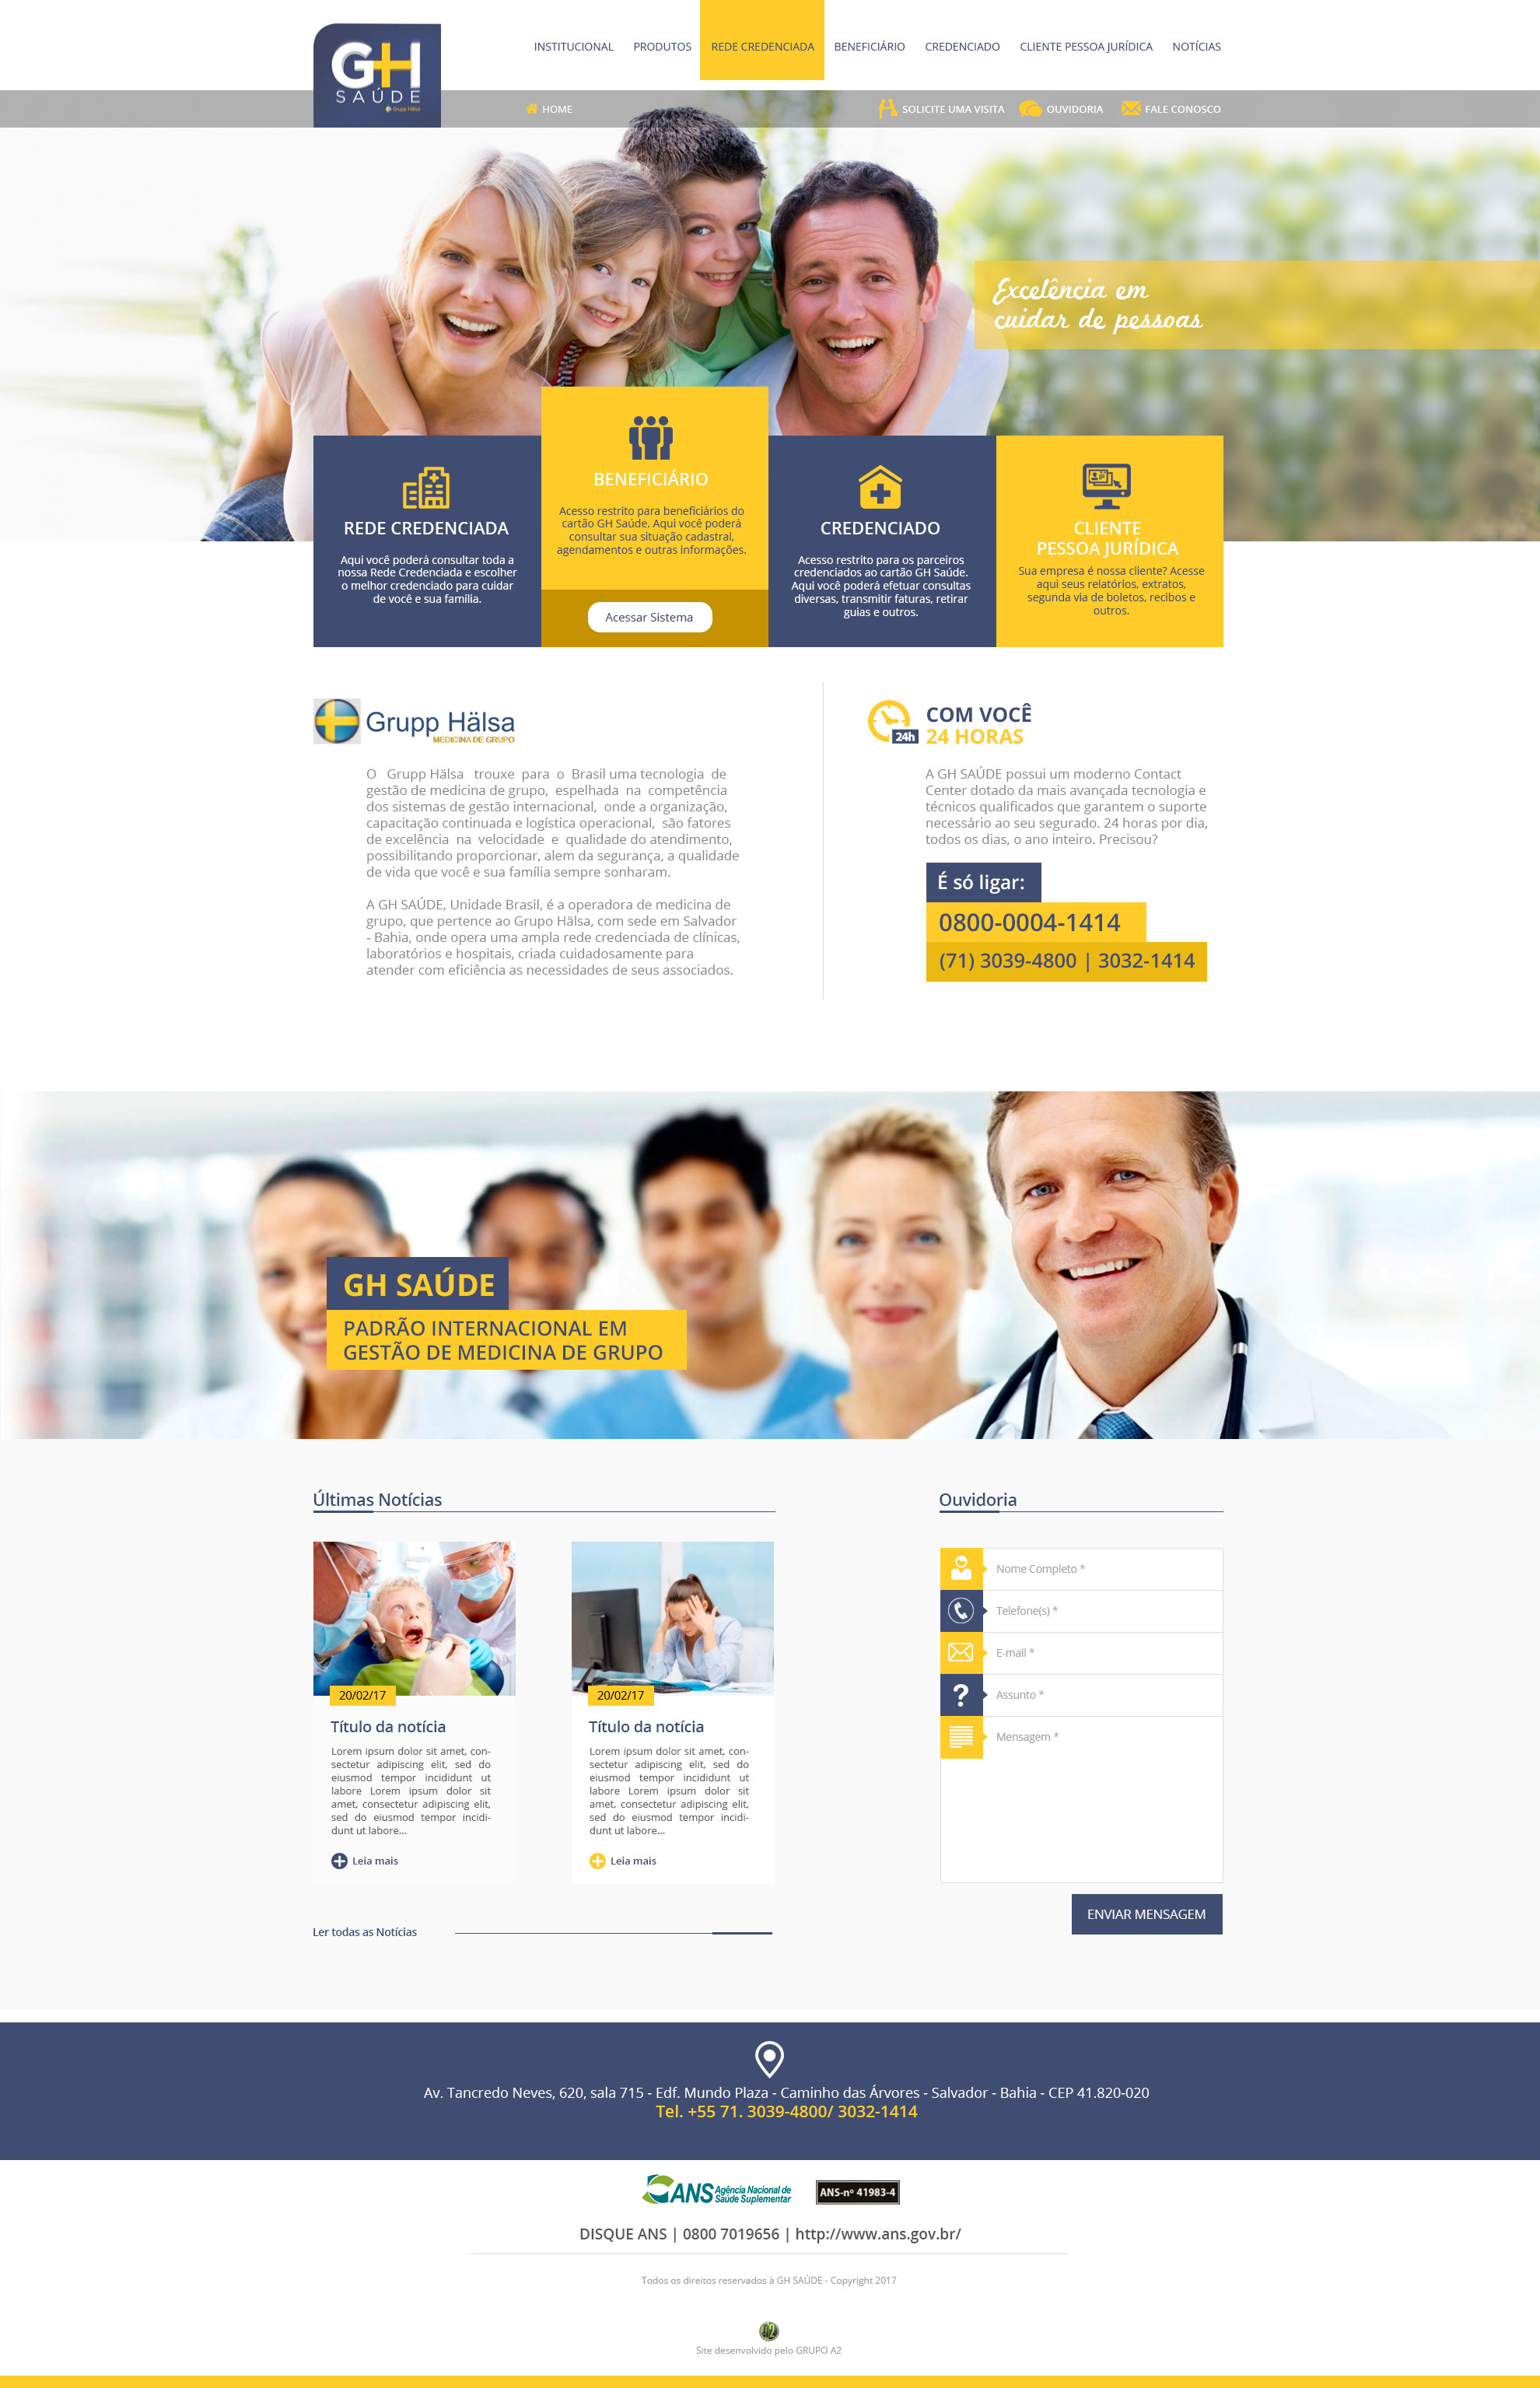 GH
SAÚDE
Grupp Hälsa
INSTITUCIONAL
PRODUTOS
REDE CREDENCIADA
BENEFICIÁRIO
CREDENCIADO
CLIENTE PESSOA JURÍDICA
NOTÍCIAS
HOME
SOLICITE UMA VISITA
OUVIDORIA
FALE CONOSCO
Excelência em
cuidar de pessoas
REDE CREDENCIADA
Aqui você poderá consultar toda a
nossa Rede Credenciada e escolher
o melhor credenciado para cuidar
de você e sua família.
BENEFICIÁRIO
Acesso restrito para beneficiários do
cartão GH Saúde. Aqui você poderá
consultar sua situação cadastral,
agendamentos e outras informações.
Acessar Sistema
CREDENCIADO
Acesso restrito para os parceiros
credenciados ao cartão GH Saúde.
Aqui você poderá efetuar consultas
diversas, transmitir faturas, retirar
guias e outros.
CLIENTE
PESSOA JURÍDICA
Sua empresa é nossa cliente? Acesse
aqui seus relatórios, extratos,
segunda via de boletos, recibos e
outros.
Grupp Hälsa
MEDICINA DE GRUPO
O Grupp Hälsa trouxe para o Brasil uma tecnologia de
gestão de medicina de grupo, espelhada na competência
dos sistemas de gestão internacional, onde a organização,
capacitação continuada e logística operacional, são fatores
de excelência na velocidade e qualidade do atendimento,
possibilitando proporcionar, alem da segurança, a qualidade
de vida que você e sua família sempre sonharam.
A GH SAÚDE, Unidade Brasil, é a operadora de medicina de
grupo, que pertence ao Grupo Hälsa, com sede em Salvador
- Bahia, onde opera uma ampla rede credenciada de clínicas,
laboratórios e hospitais, criada cuidadosamente para
atender com eficiência as necessidades de seus associados.
24h
COM VOCÊ
24 HORAS
A GH SAÚDE possui um moderno Contact
Center dotado da mais avançada tecnologia e
técnicos qualificados que garantem o suporte
necessário ao seu segurado. 24 horas por dia,
todos os dias, o ano inteiro. Precisou?
É só ligar:
0800-0004-1414
(71) 3039-4800 | 3032-1414
GH SAÚDE
PADRÃO INTERNACIONAL EM
GESTÃO DE MEDICINA DE GRUPO
Últimas Notícias
20/02/17
Título da notícia
Lorem ipsum dolor sit amet, con-
sectetur adipiscing elit, sed do
eiusmod tempor incididunt ut
labore Lorem ipsum dolor sit
amet, consectetur adipiscing elit,
sed do eiusmod tempor incidi-
dunt ut labore...
Leia mais
20/02/17
Título da notícia
Lorem ipsum dolor sit amet, con-
sectetur adipiscing elit, sed do
eiusmod tempor incididunt ut
labore Lorem ipsum dolor sit
amet, consectetur adipiscing elit,
sed do eiusmod tempor incidi-
dunt ut labore...
Leia mais
Ler todas as Notícias
Ouvidoria
Nome Completo *
Telefone(s) *
E-mail *
?
Assunto *
Mensagem *
ENVIAR MENSAGEM
Av. Tancredo Neves, 620, sala 715 - Edf. Mundo Plaza - Caminho das Árvores - Salvador - Bahia - CEP 41.820-020
Tel. +55 71. 3039-4800/ 3032-1414
ANS Agência Nacional de
Saúde Suplementar
ANS-nº 41983-4
DISQUE ANS | 0800 7019656 | http://www.ans.gov.br/
Todos os direitos reservados à GH SAÚDE - Copyright 2017
A2
Site desenvolvido pelo GRUPO A2